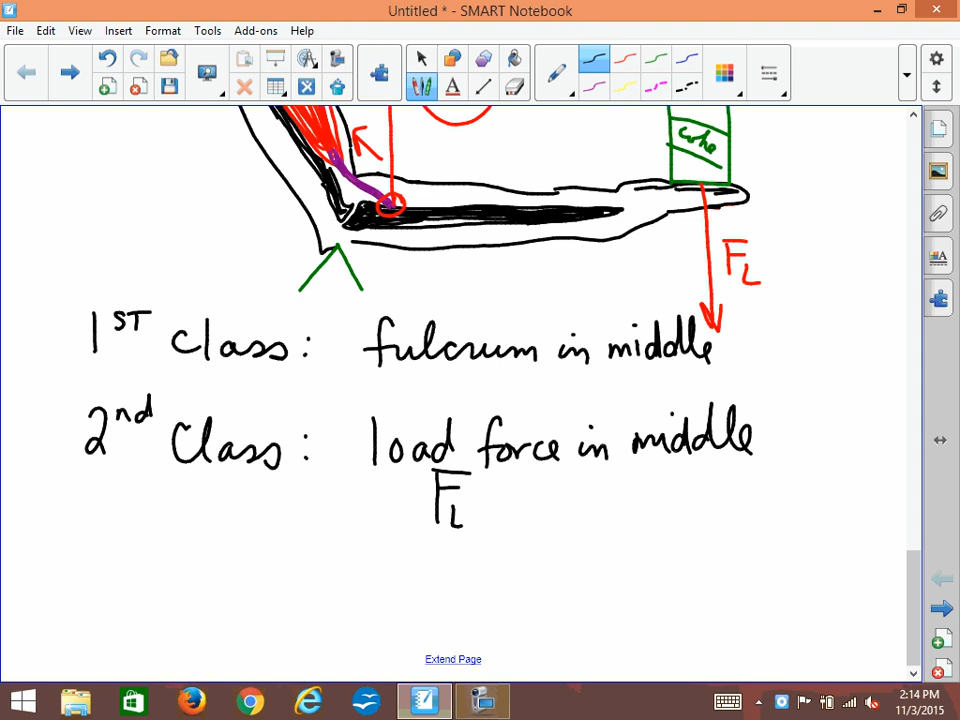 Untitled * - SMART Notebook
File Edit View Insert Format Tools Add-ons Help
Coke
F L
1ST Class: fulcrum in middle
2nd Class: load force in middle
F L
Extend Page
2:14 PM
11/3/2015